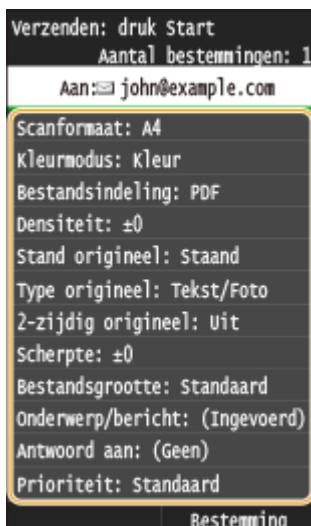 Verzenden: druk Start
Aantal bestemmingen: 1
Aan: john@example.com
Scanformaat: A4
Kleurmodus: Kleur
Bestandsindeling: PDF
Densiteit: ±0
Stand origineel: Staand
Type origineel: Tekst/Foto
2-zijdig origineel: Uit
Scherpte: ±0
Bestandsgrootte: Standaard
Onderwerp/bericht: (Ingevoerd)
Antwoord aan: (Geen)
Prioriteit: Standaard
Bestemming